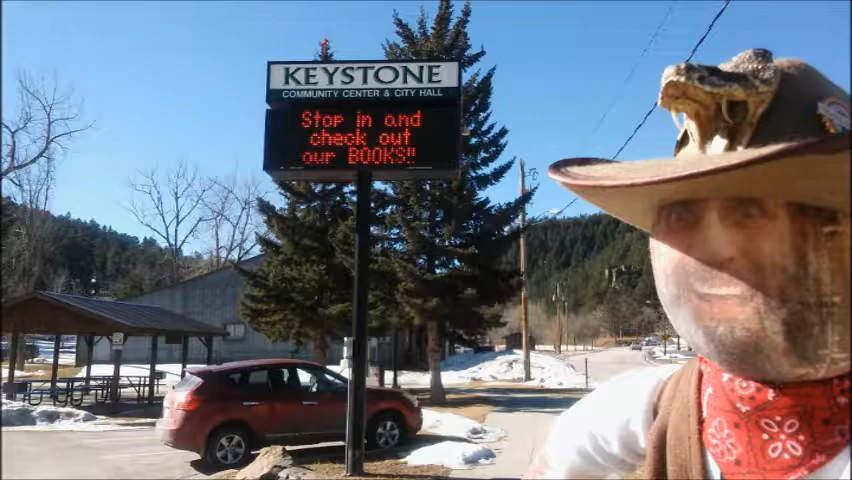 KEYSTONE
COMMUNITY CENTER & CITY HALL
Stop in and
check out
our BOOKS!!